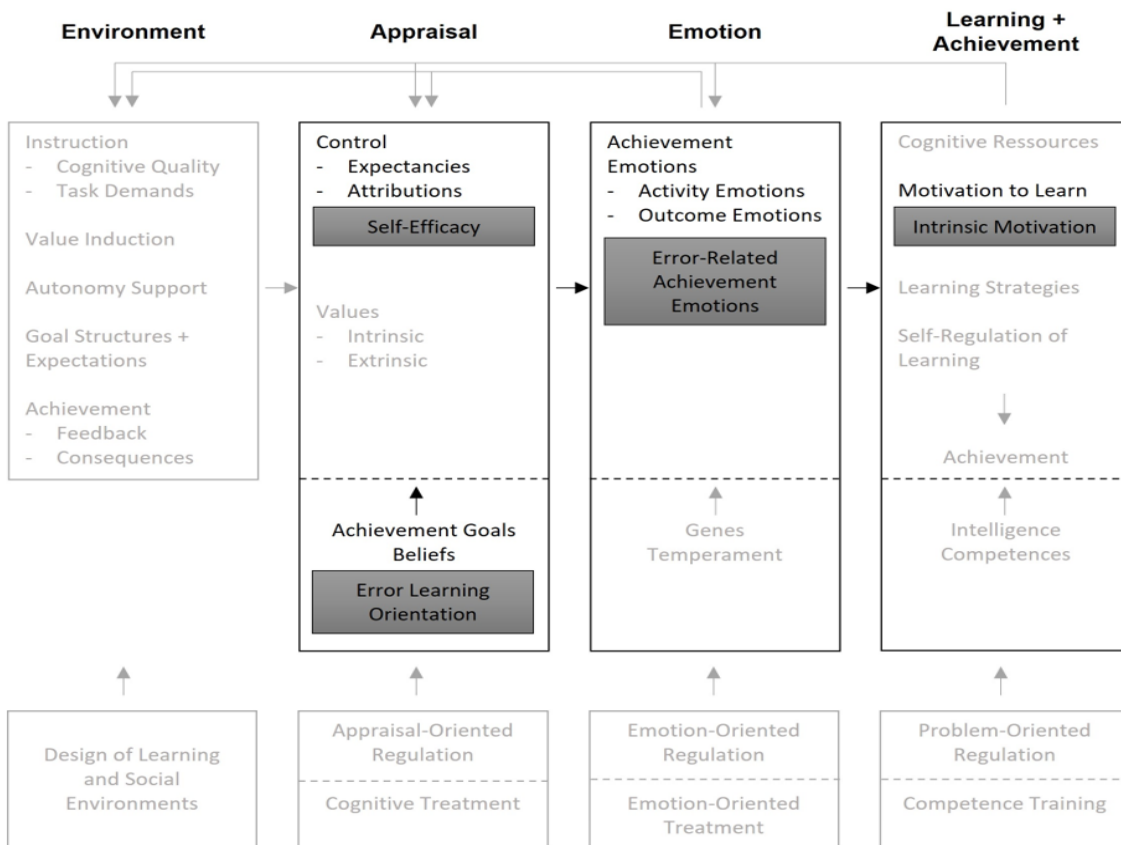 Environment
Appraisal
Emotion
Learning +
Achievement
Instruction
- Cognitive Quality
- Task Demands
Value Induction
Autonomy Support
Goal Structures +
Expectations
Achievement
- Feedback
- Consequences
Control
- Expectancies
- Attributions
Self-Efficacy
Values
- Intrinsic
- Extrinsic
Achievement Goals
Beliefs
Error Learning
Orientation
Achievement
Emotions
- Activity Emotions
- Outcome Emotions
Error-Related
Achievement
Emotions
Genes
Temperament
Cognitive Ressources
Motivation to Learn
Intrinsic Motivation
Learning Strategies
Self-Regulation of
Learning
Achievement
Intelligence
Competences
Design of Learning
and Social
Environments
Appraisal-Oriented
Regulation
Cognitive Treatment
Emotion-Oriented
Regulation
Emotion-Oriented
Treatment
Problem-Oriented
Regulation
Competence Training